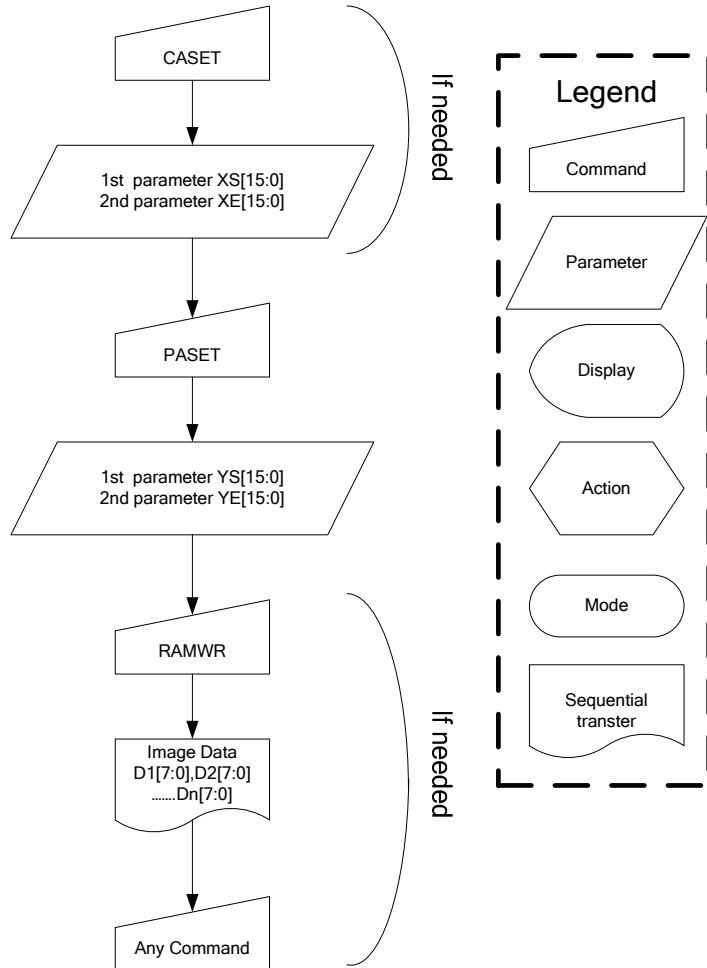 CASET
1st parameter XS[15:0]
2nd parameter XE[15:0]
If needed
PASET
1st parameter YS[15:0]
2nd parameter YE[15:0]
RAMWR
Image Data
D1[7:0],D2[7:0]
.......Dn[7:0]
Any Command
If needed
Legend
Command
Parameter
Display
Action
Mode
Sequential
transter